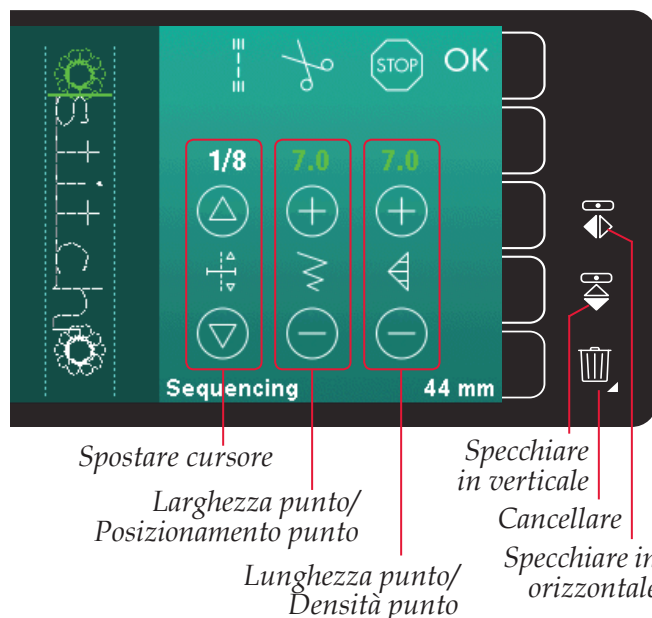 STOP
OK
1/8
7.0
7.0
stitch
Sequencing
44 mm
Spostare cursore
Larghezza punto/
Posizionamento punto
Lunghezza punto/
Densità punto
Specchiare
in verticale
Cancellare
Specchiare in
orizzontale